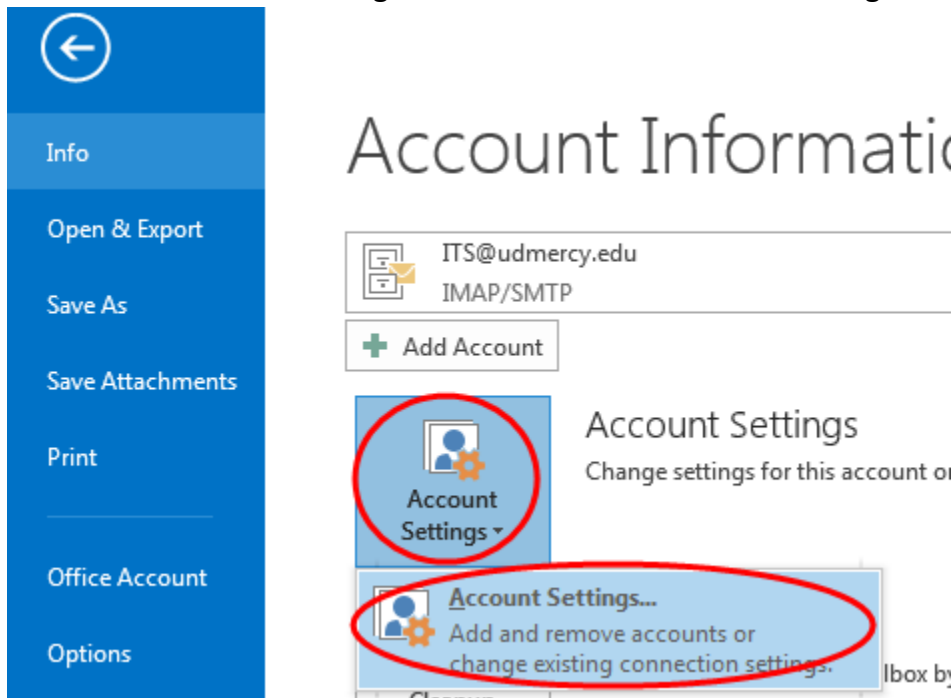 Info
Open & Export
Save As
Save Attachments
Print
Office Account
Options
Account Informatio
ITS@udmercy.edu
IMAP/SMTP
Add Account
Account
Settings
Account Settings
Change settings for this account or
Account Settings...
Add and remove accounts or
change existing connection settings.
lbox by
Cleanup